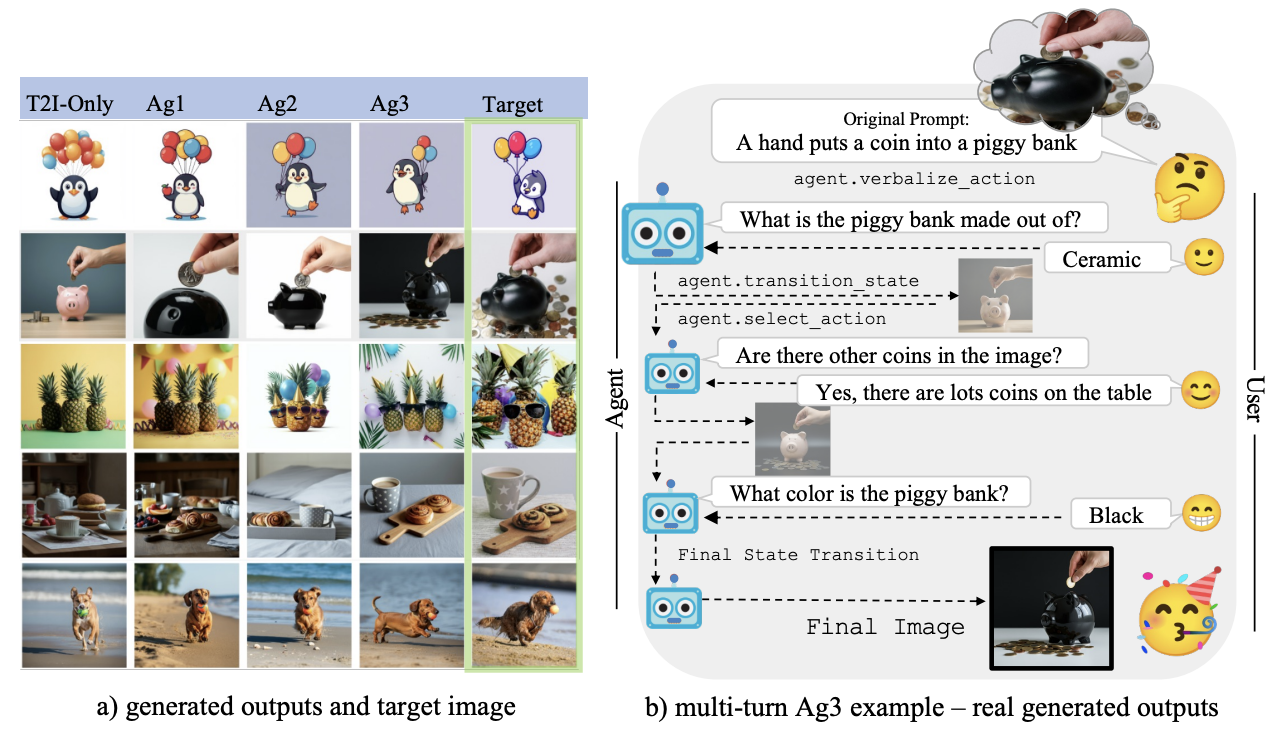 T2I-Only Ag1 Ag2 Ag3 Target
a) generated outputs and target image
Original Prompt:
A hand puts a coin into a piggy bank
agent.verbalize_action
What is the piggy bank made out of?
Ceramic
agent.transition_state
agent.select_action
Are there other coins in the image?
Yes, there are lots coins on the table
What color is the piggy bank?
Black
Final State Transition
Final Image
Agent
User
b) multi-turn Ag3 example – real generated outputs